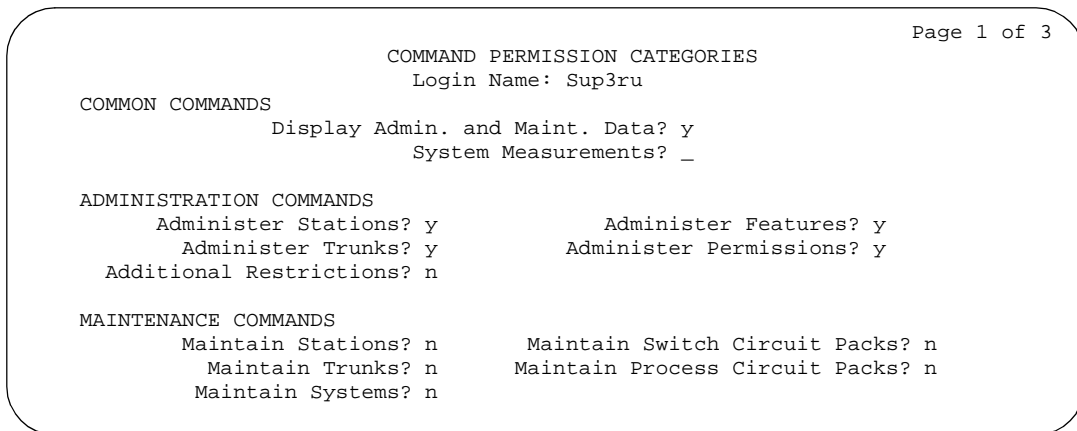 Page 1 of 3
COMMAND PERMISSION CATEGORIES
Login Name: Sup3ru
COMMON COMMANDS
Display Admin. and Maint. Data? y
System Measurements? _
ADMINISTRATION COMMANDS
Administer Stations? y Administer Features? y
Administer Trunks? y Administer Permissions? y
Additional Restrictions? n
MAINTENANCE COMMANDS
Maintain Stations? n Maintain Switch Circuit Packs? n
Maintain Trunks? n Maintain Process Circuit Packs? n
Maintain Systems? n